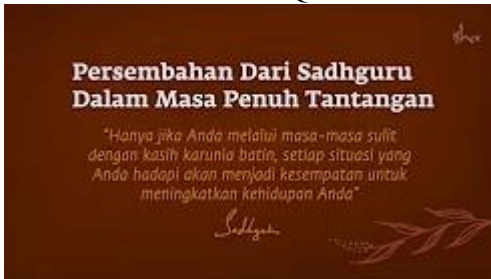 Persembahan Dari Sadhguru
Dalam Masa Penuh Tantangan
"Hanya jika Anda melalui masa-masa sulit
dengan kasih karunia batin, setiap situasi yang
Anda hadapi akan menjadi kesempatan untuk
meningkatkan kehidupan Anda"
Sadhguru